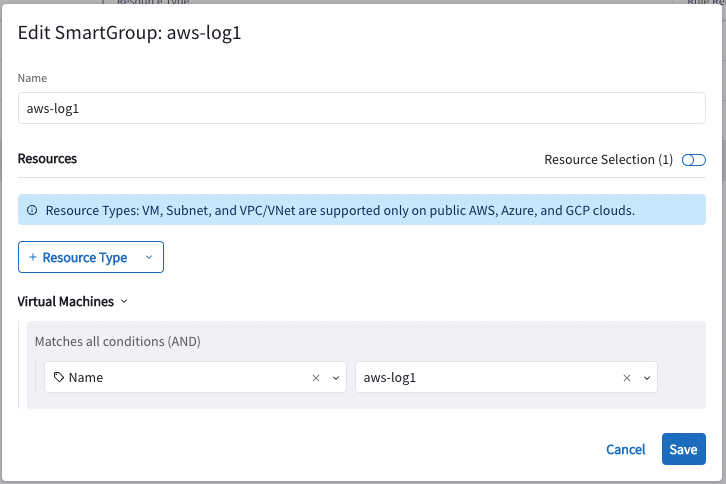 Resource Type
Edit SmartGroup: aws-log1
Name
aws-log1
Resources
Resource Selection (1)
Resource Types: VM, Subnet, and VPC/VNet are supported only on public AWS, Azure, and GCP clouds.
+ Resource Type
Virtual Machines
Matches all conditions (AND)
Name
aws-log1
Cancel
Save